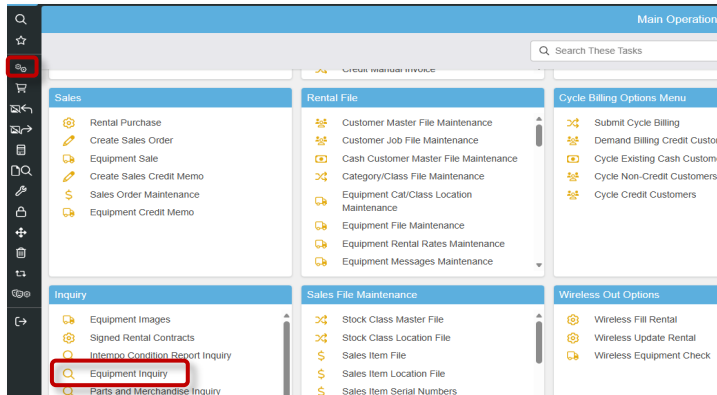 Main Operation
Search These Tasks
Credit Manual Invoice
Sales
Rental Purchase
Create Sales Order
Equipment Sale
Create Sales Credit Memo
Sales Order Maintenance
Equipment Credit Memo
Rental File
Customer Master File Maintenance
Customer Job File Maintenance
Cash Customer Master File Maintenance
Category/Class File Maintenance
Equipment Cat/Class Location
Maintenance
Equipment File Maintenance
Equipment Rental Rates Maintenance
Equipment Messages Maintenance
Cycle Billing Options Menu
Submit Cycle Billing
Demand Billing Credit Custor
Cycle Existing Cash Custome
Cycle Non-Credit Customers
Cycle Credit Customers
Inquiry
Equipment Images
Signed Rental Contracts
Intempo Condition Report Inquiry
Equipment Inquiry
Parts and Merchandise Inquiry
Sales File Maintenance
Stock Class Master File
Stock Class Location File
Sales Item File
Sales Item Location File
Sales Item Serial Numbers
Wireless Out Options
Wireless Fill Rental
Wireless Update Rental
Wireless Equipment Check